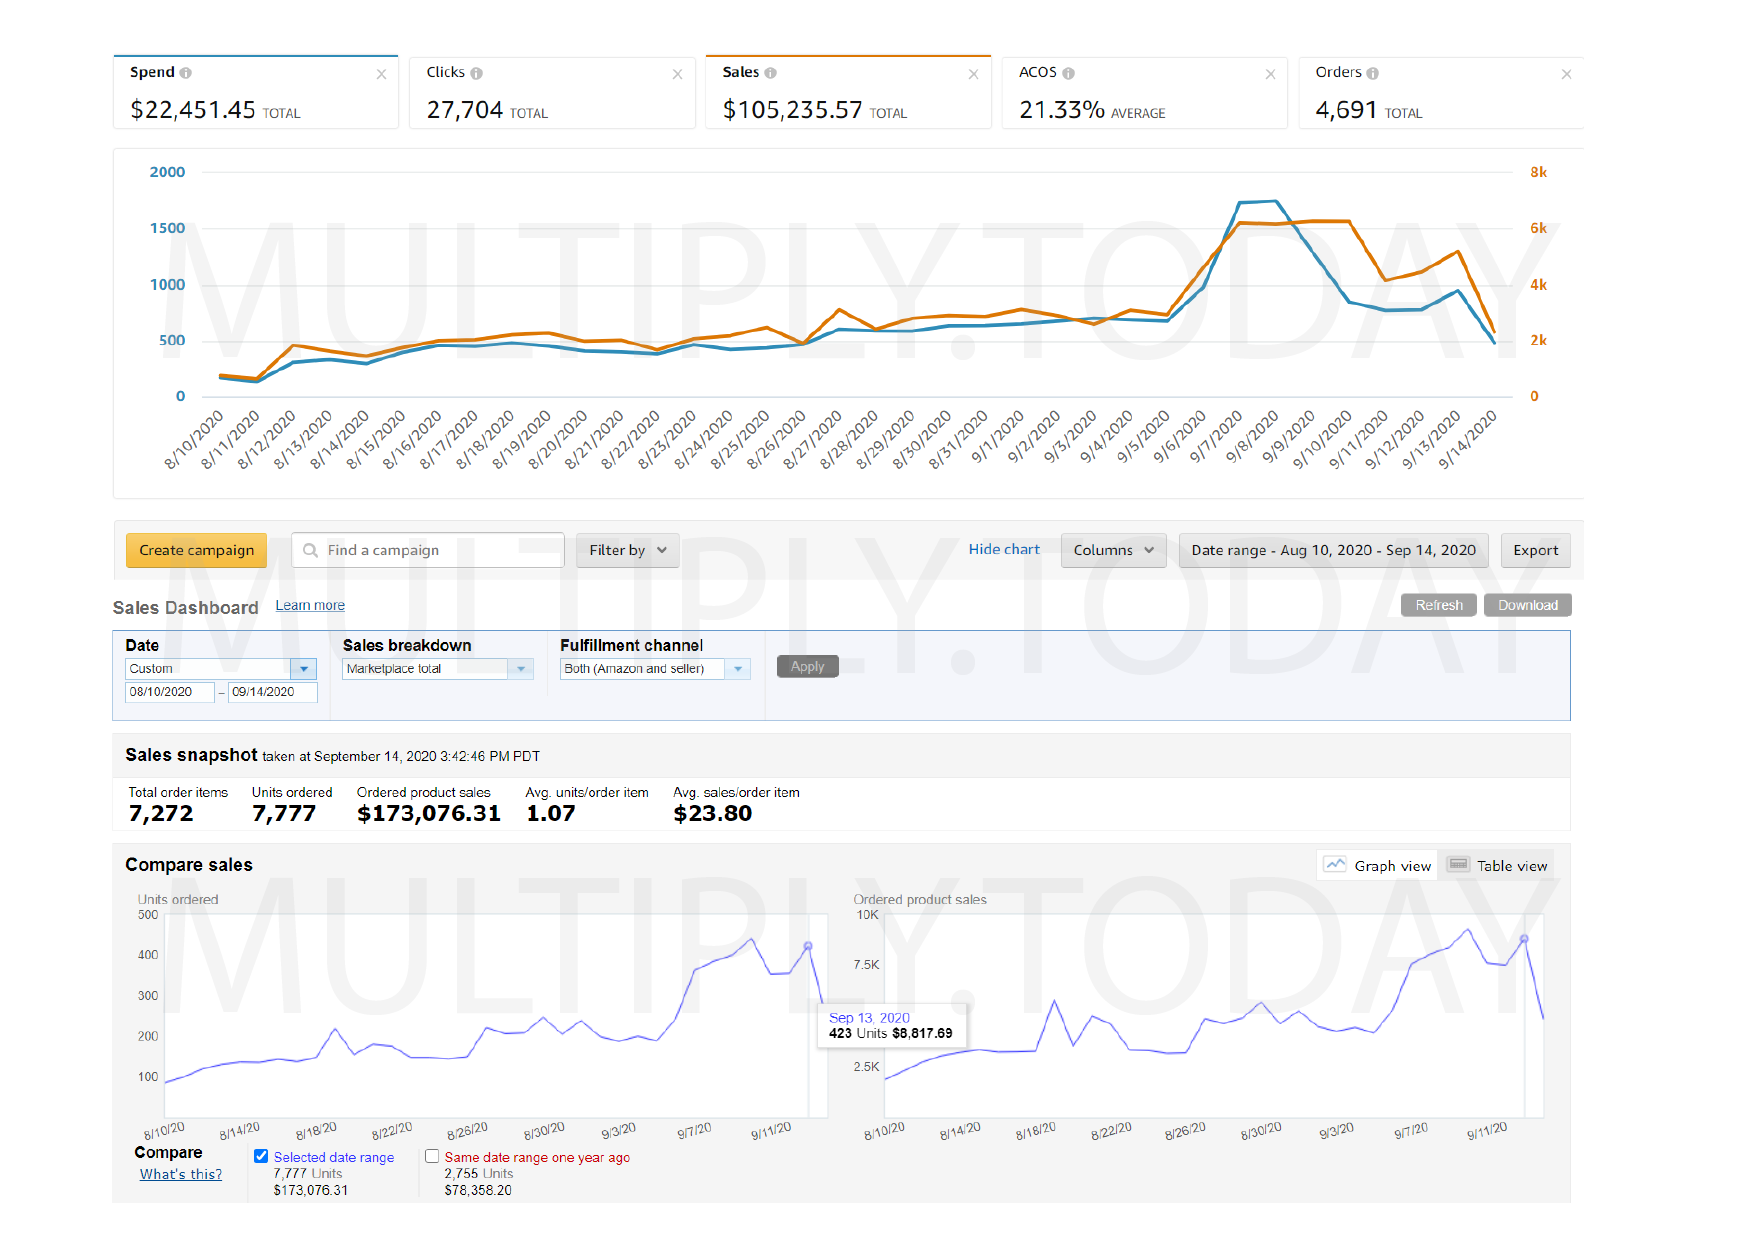 Spend Clicks Sales ACOS Orders
$22,451.45 TOTAL 27,704 TOTAL $105,235.57 TOTAL 21.33% AVERAGE 4,691 TOTAL
2000 8k
1500 6k
1000 4k
500 2k
0 0
8/10/2020 8/11/2020 8/12/2020 8/13/2020 8/14/2020 8/15/2020 8/16/2020 8/17/2020 8/18/2020 8/19/2020 8/20/2020 8/21/2020 8/22/2020 8/23/2020 8/24/2020 8/25/2020 8/26/2020 8/27/2020 8/28/2020 8/29/2020 8/30/2020 8/31/2020 9/1/2020 9/2/2020 9/3/2020 9/4/2020 9/5/2020 9/6/2020 9/7/2020 9/8/2020 9/9/2020 9/10/2020 9/11/2020 9/12/2020 9/13/2020 9/14/2020
MULTIPLY.TODAY
Create campaign Find a campaign Filter by Hide chart Columns Date range - Aug 10, 2020 - Sep 14, 2020 Export
MULTIPLY.TODAY
Sales Dashboard Learn more Refresh Download
Date Sales breakdown Fulfillment channel
Custom Marketplace total Both (Amazon and seller) Apply
08/10/2020 – 09/14/2020
Sales snapshot taken at September 14, 2020 3:42:46 PM PDT
Total order items Units ordered Ordered product sales Avg. units/order item Avg. sales/order item
7,272 7,777 $173,076.31 1.07 $23.80
Compare sales Graph view Table view
MULTIPLY.TODAY
Units ordered Ordered product sales
500 10K
400
7.5K
300
200
2.5K
100
Sep 13, 2020
423 Units $8,817.69
8/10/20 8/14/20 8/18/20 8/22/20 8/26/20 8/30/20 9/3/20 9/7/20 9/11/20 8/10/20 8/14/20 8/18/20 8/22/20 8/26/20 8/30/20 9/3/20 9/7/20 9/11/20
Compare Selected date range Same date range one year ago
What's this? 7,777 Units 2,755 Units
$173,076.31 $78,358.20